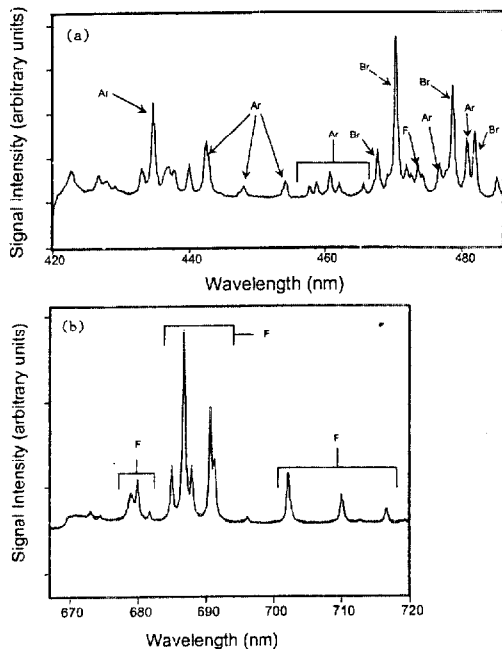 (a)
Br
Br
Ar
Ar
Ar
Ar
Br
F
Ar
Br
Signal Intensity (arbitrary units)
420 440 460 480
Wavelength (nm)
(b)
F
F
F
Signal Intensity (arbitrary units)
670 680 690 700 710 720
Wavelength (nm)